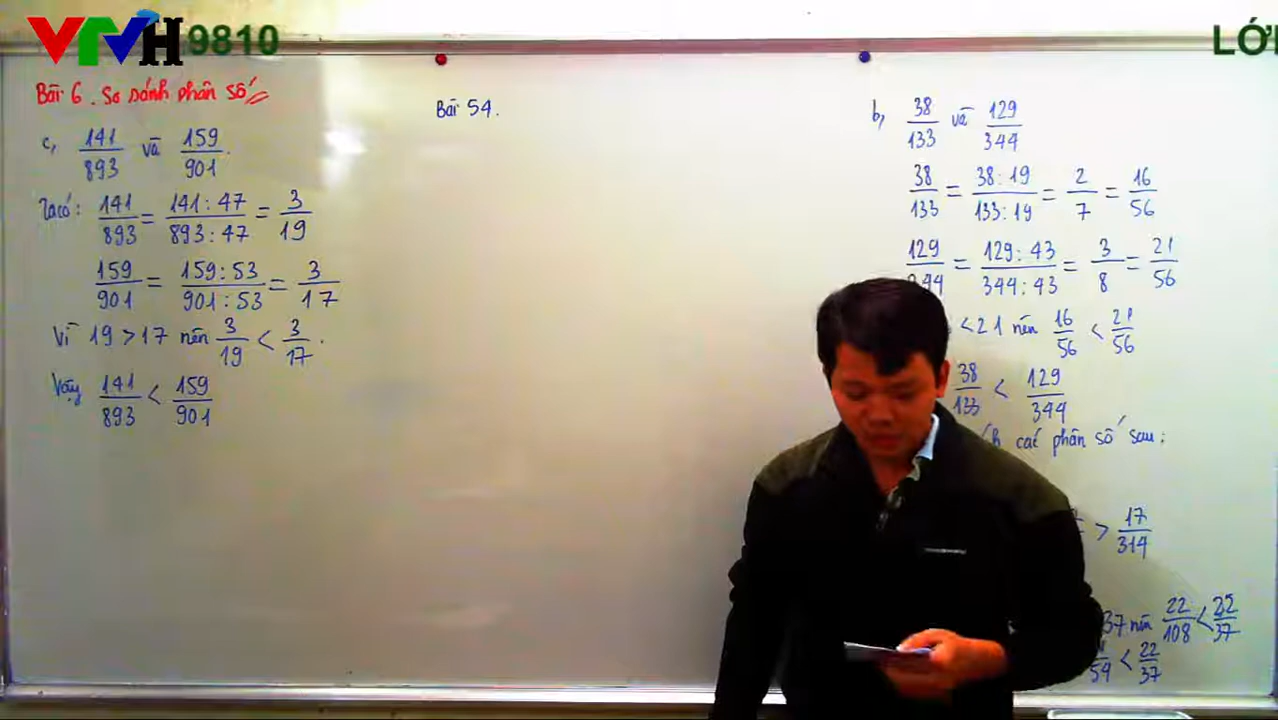 VTVH 9810
LỚ
Bài 6. So sánh phân số
c, 141/893 và 159/901.
Ta có: 141/893 = 141:47/893:47 = 3/19
159/901 = 159:53/901:53 = 3/17
Vì 19 > 17 nên 3/19 < 3/17.
Vậy 141/893 < 159/901
Bài 54.
b, 38/133 và 129/344
38/133 = 38:19/133:19 = 2/7 = 16/56
129/344 = 129:43/344:43 = 3/8 = 21/56
< 21 nên 16/56 < 21/56
38/133 < 129/344
các phân số sau:
> 17/314
37 nên 22/108 < 22/37
/54 < 22/37